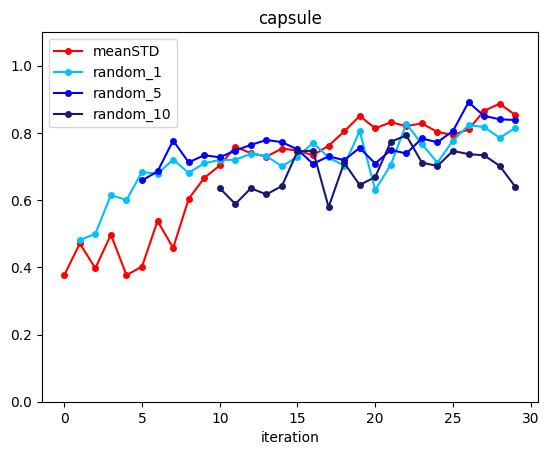 capsule
meanSTD
random_1
random_5
random_10
1.0
0.8
0.6
0.4
0.2
0.0
0 5 10 15 20 25 30
iteration